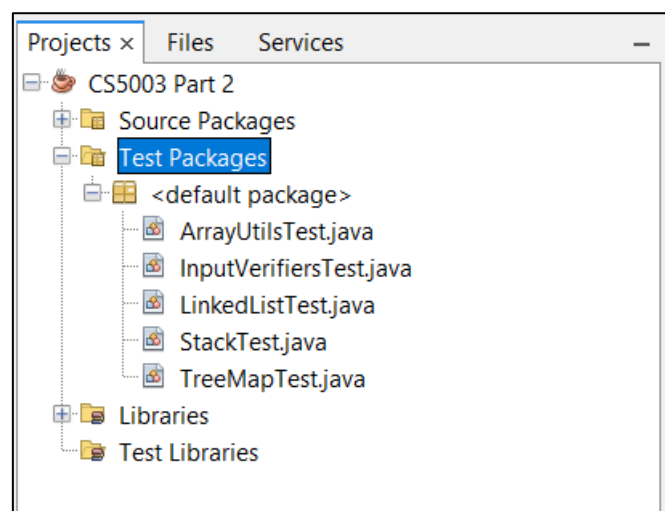 Projects × Files Services
CS5003 Part 2
Source Packages
Test Packages
<default package>
ArrayUtilsTest.java
InputVerifiersTest.java
LinkedListTest.java
StackTest.java
TreeMapTest.java
Libraries
Test Libraries